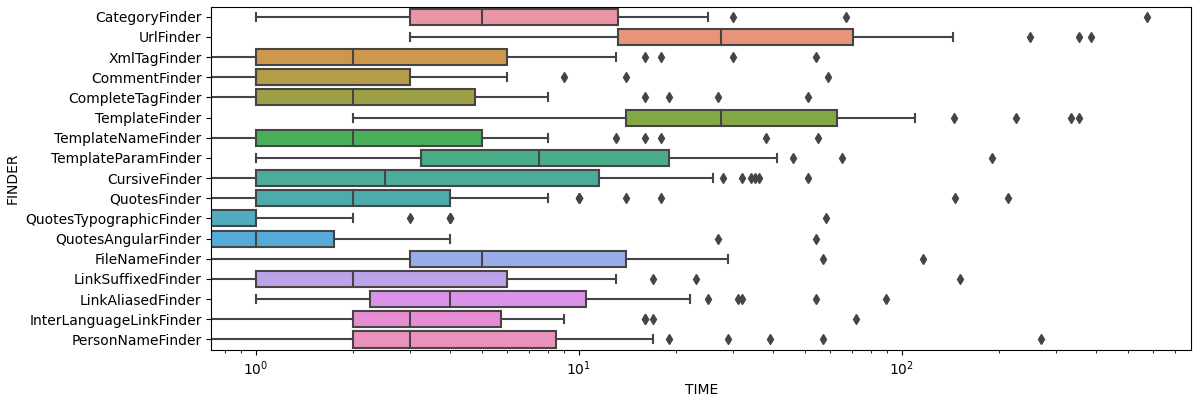 FINDER
CategoryFinder
UrlFinder
XmlTagFinder
CommentFinder
CompleteTagFinder
TemplateFinder
TemplateNameFinder
TemplateParamFinder
CursiveFinder
QuotesFinder
QuotesTypographicFinder
QuotesAngularFinder
FileNameFinder
LinkSuffixedFinder
LinkAliasedFinder
InterLanguageLinkFinder
PersonNameFinder
10⁰ 10¹ 10²
TIME